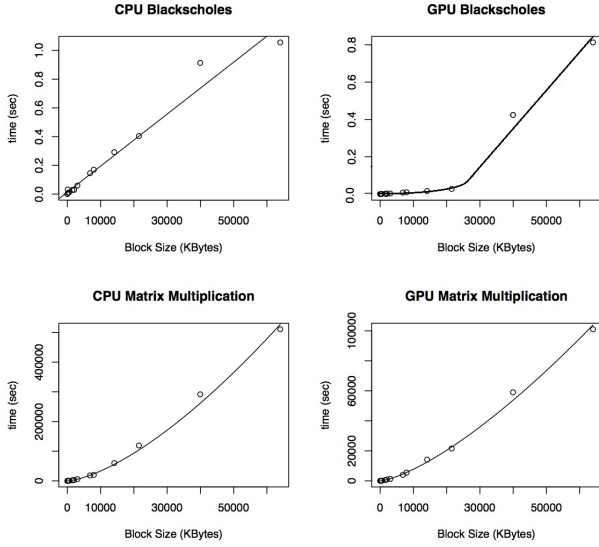 CPU Blackscholes
time (sec)
0.0 0.2 0.4 0.6 0.8 1.0
0 10000 30000 50000
Block Size (KBytes)
GPU Blackscholes
time (sec)
0.0 0.2 0.4 0.6 0.8
0 10000 30000 50000
Block Size (KBytes)
CPU Matrix Multiplication
time (sec)
0 200000 400000
0 10000 30000 50000
Block Size (KBytes)
GPU Matrix Multiplication
time (sec)
0 20000 60000 100000
0 10000 30000 50000
Block Size (KBytes)